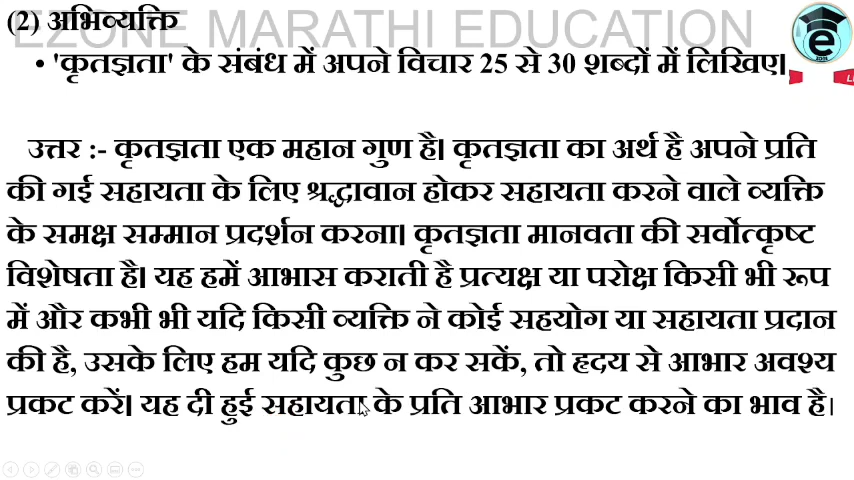 EZONE MARATHI EDUCATION
(2) अभिव्यक्ति
• 'कृतज्ञता' के संबंध में अपने विचार 25 से 30 शब्दों में लिखिए।
उत्तर :- कृतज्ञता एक महान गुण है। कृतज्ञता का अर्थ है अपने प्रति
की गई सहायता के लिए श्रद्धावान होकर सहायता करने वाले व्यक्ति
के समक्ष सम्मान प्रदर्शन करना। कृतज्ञता मानवता की सर्वोत्कृष्ट
विशेषता है। यह हमें आभास कराती है प्रत्यक्ष या परोक्ष किसी भी रूप
में और कभी भी यदि किसी व्यक्ति ने कोई सहयोग या सहायता प्रदान
की है, उसके लिए हम यदि कुछ न कर सकें, तो हृदय से आभार अवश्य
प्रकट करें। यह दी हुई सहायता के प्रति आभार प्रकट करने का भाव है।